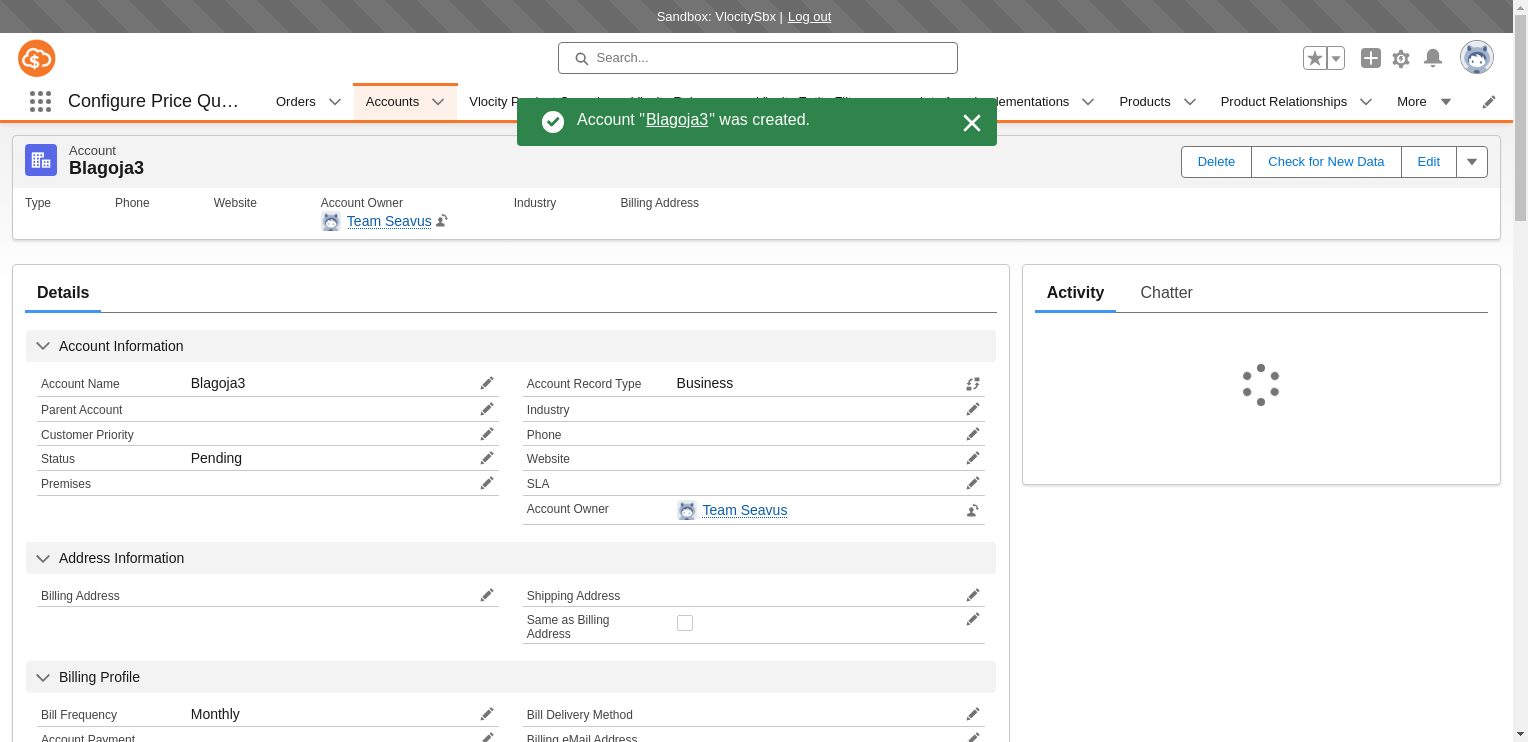 Sandbox: VlocitySbx | Log out
Search...
Configure Price Qu...
Orders
Accounts
Products
Product Relationships
More
Account "Blagoja3" was created.
Account
Blagoja3
Delete
Check for New Data
Edit
Type
Phone
Website
Account Owner
Industry
Billing Address
Team Seavus
Details
Activity
Chatter
Account Information
Account Name
Blagoja3
Account Record Type
Business
Parent Account
Industry
Customer Priority
Phone
Status
Pending
Website
Premises
SLA
Account Owner
Team Seavus
Address Information
Billing Address
Shipping Address
Same as Billing
Address
Billing Profile
Bill Frequency
Monthly
Bill Delivery Method
Account Payment
Billing eMail Address